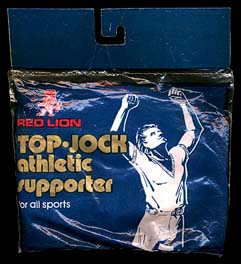 RED LION
TOP•JOCK
athletic
supporter
for all sports